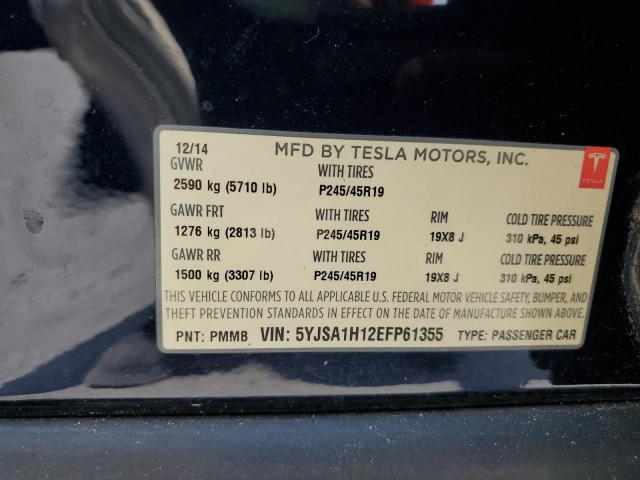 12/14 MFD BY TESLA MOTORS, INC.
GVWR WITH TIRES
2590 kg (5710 lb) P245/45R19
TESLA
GAWR FRT WITH TIRES RIM COLD TIRE PRESSURE
1276 kg (2813 lb) P245/45R19 19X8 J 310 kPa, 45 psi
GAWR RR WITH TIRES RIM COLD TIRE PRESSURE
1500 kg (3307 lb) P245/45R19 19X8 J 310 kPa, 45 psi
THIS VEHICLE CONFORMS TO ALL APPLICABLE U.S. FEDERAL MOTOR VEHICLE SAFETY, BUMPER, AND
THEFT PREVENTION STANDARDS IN EFFECT ON THE DATE OF MANUFACTURE SHOWN ABOVE.
PNT: PMMB VIN: 5YJSA1H12EFP61355 TYPE: PASSENGER CAR